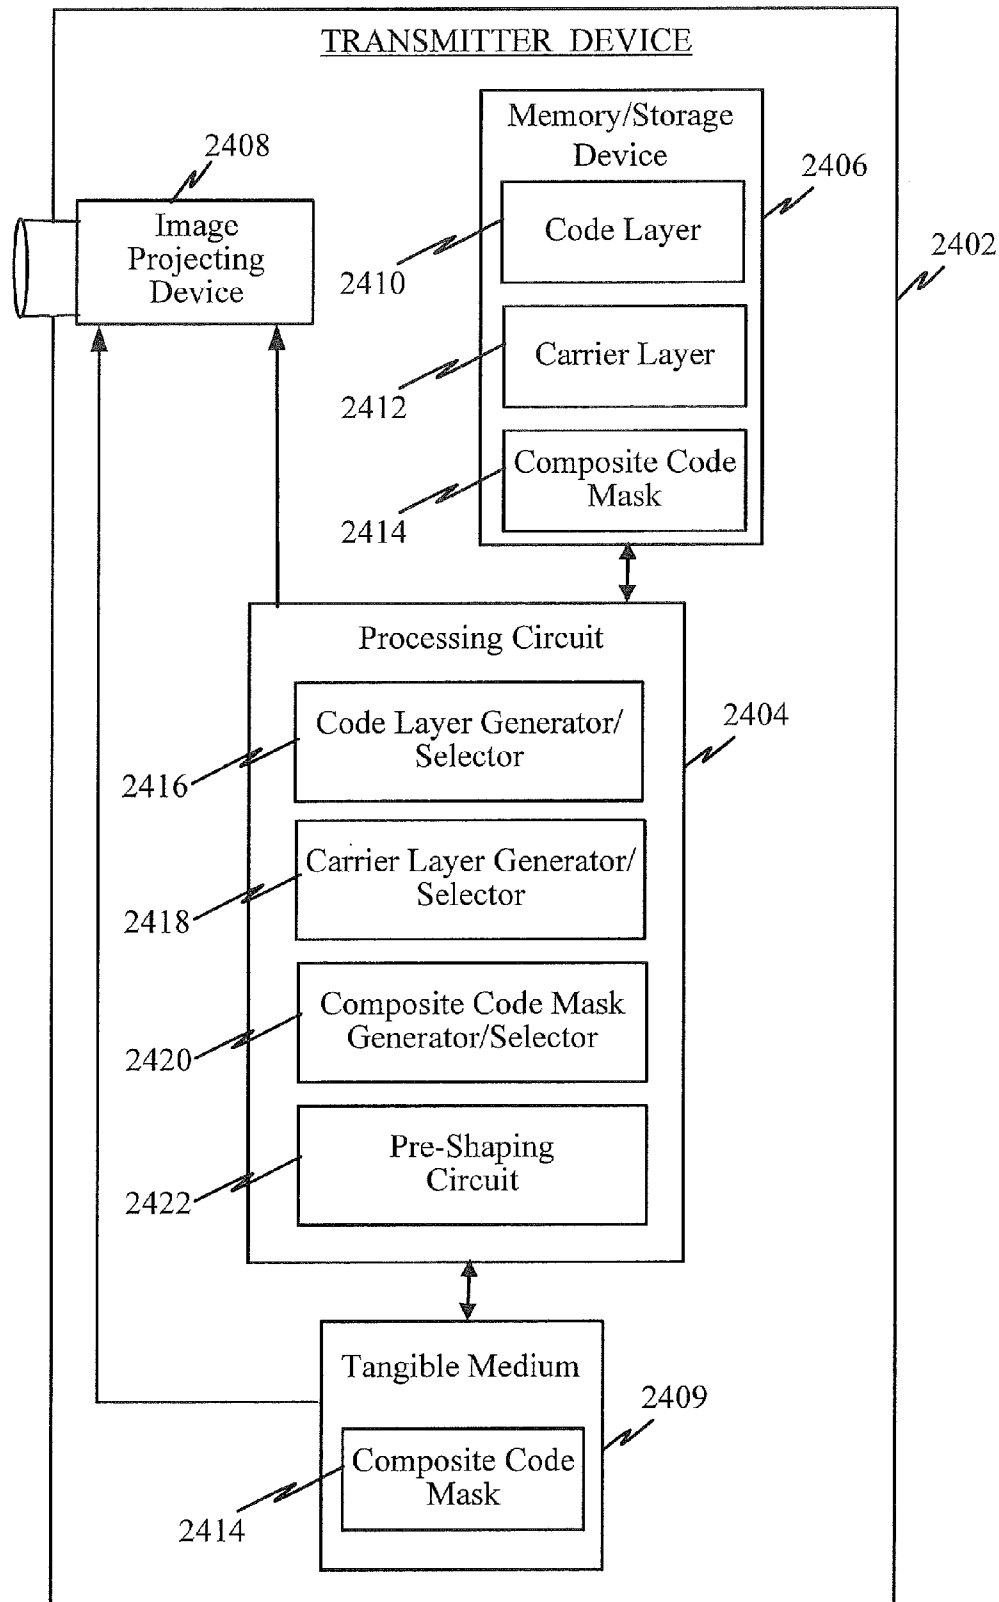 TRANSMITTER DEVICE
Memory/Storage
Device
2408
2406
Image
Projecting
Device
Code Layer
2402
2410
Carrier Layer
2412
Composite Code
Mask
2414
Processing Circuit
Code Layer Generator/
Selector
2404
2416
Carrier Layer Generator/
Selector
2418
Composite Code Mask
Generator/Selector
2420
Pre-Shaping
Circuit
2422
Tangible Medium
2409
Composite Code
Mask
2414